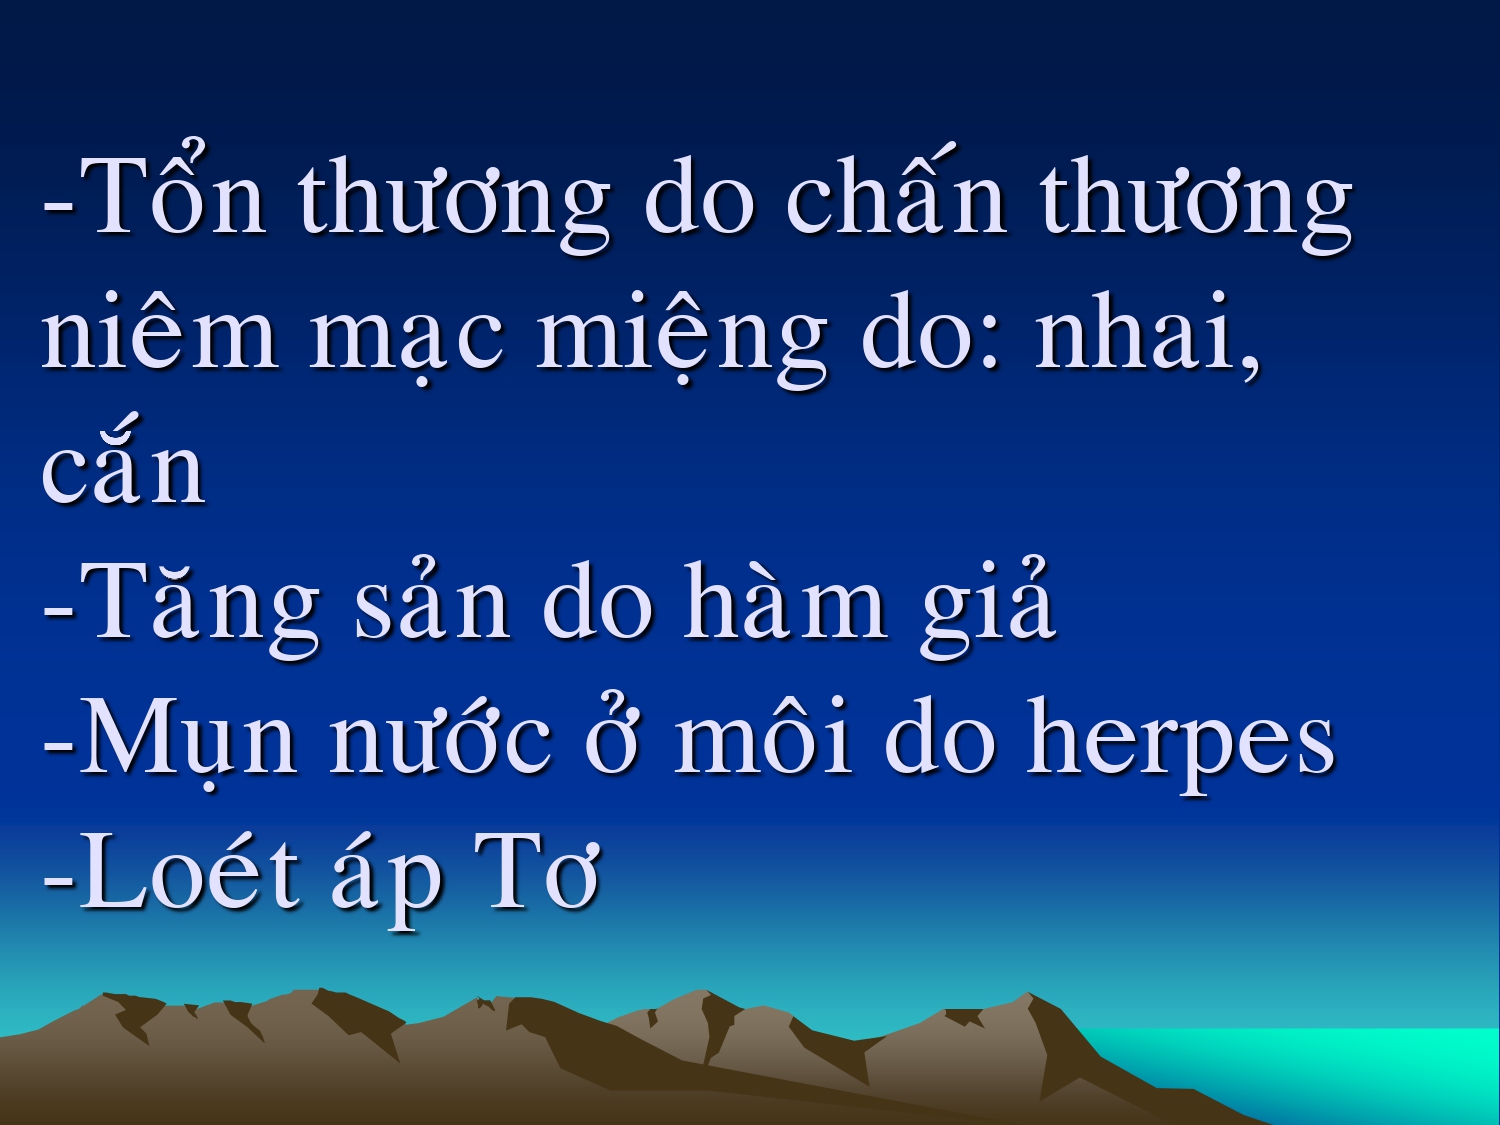 -Tổn thương do chấn thương
niêm mạc miệng do: nhai,
cắn
-Tăng sản do hàm giả
-Mụn nước ở môi do herpes
-Loét áp Tơ